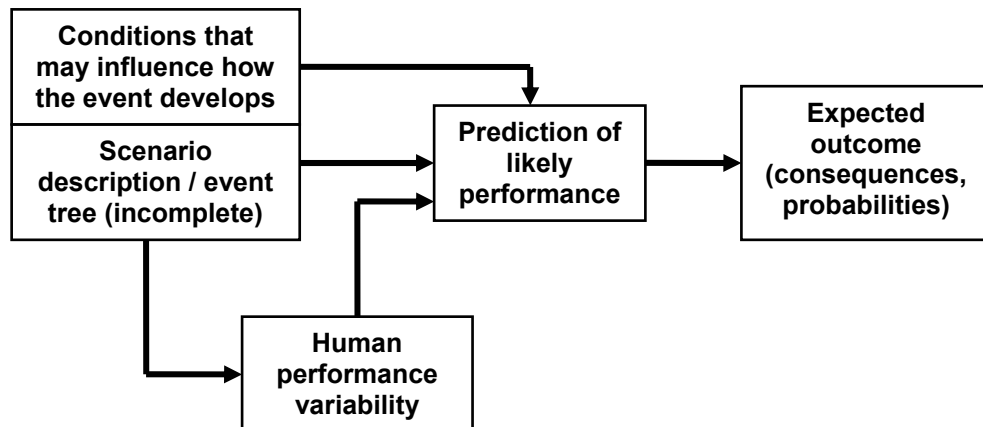 Conditions that
may influence how
the event develops
Scenario
description / event
tree (incomplete)
Prediction of
likely
performance
Expected
outcome
(consequences,
probabilities)
Human
performance
variability